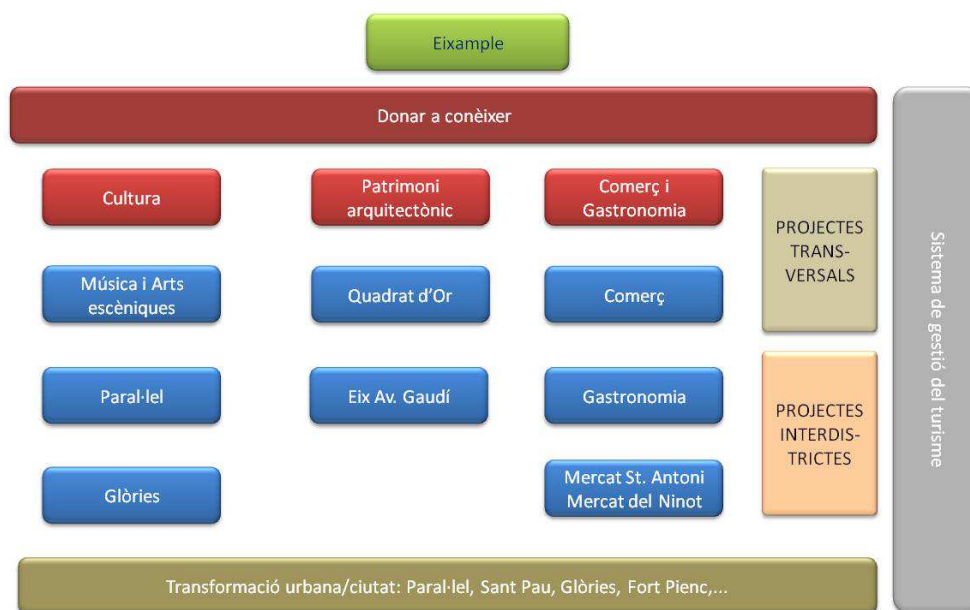 Eixample
Donar a conèixer
Cultura
Patrimoni
arquitectònic
Comerç i
Gastronomia
PROJECTES
TRANS-
VERSALS
Música i Arts
escèniques
Quadrat d’Or
Comerç
Paral·lel
Eix Av. Gaudí
Gastronomia
PROJECTES
INTERDIS-
TRICTES
Glòries
Mercat St. Antoni
Mercat del Ninot
Sistema de gestió del turisme
Transformació urbana/ciutat: Paral·lel, Sant Pau, Glòries, Fort Pienc,...